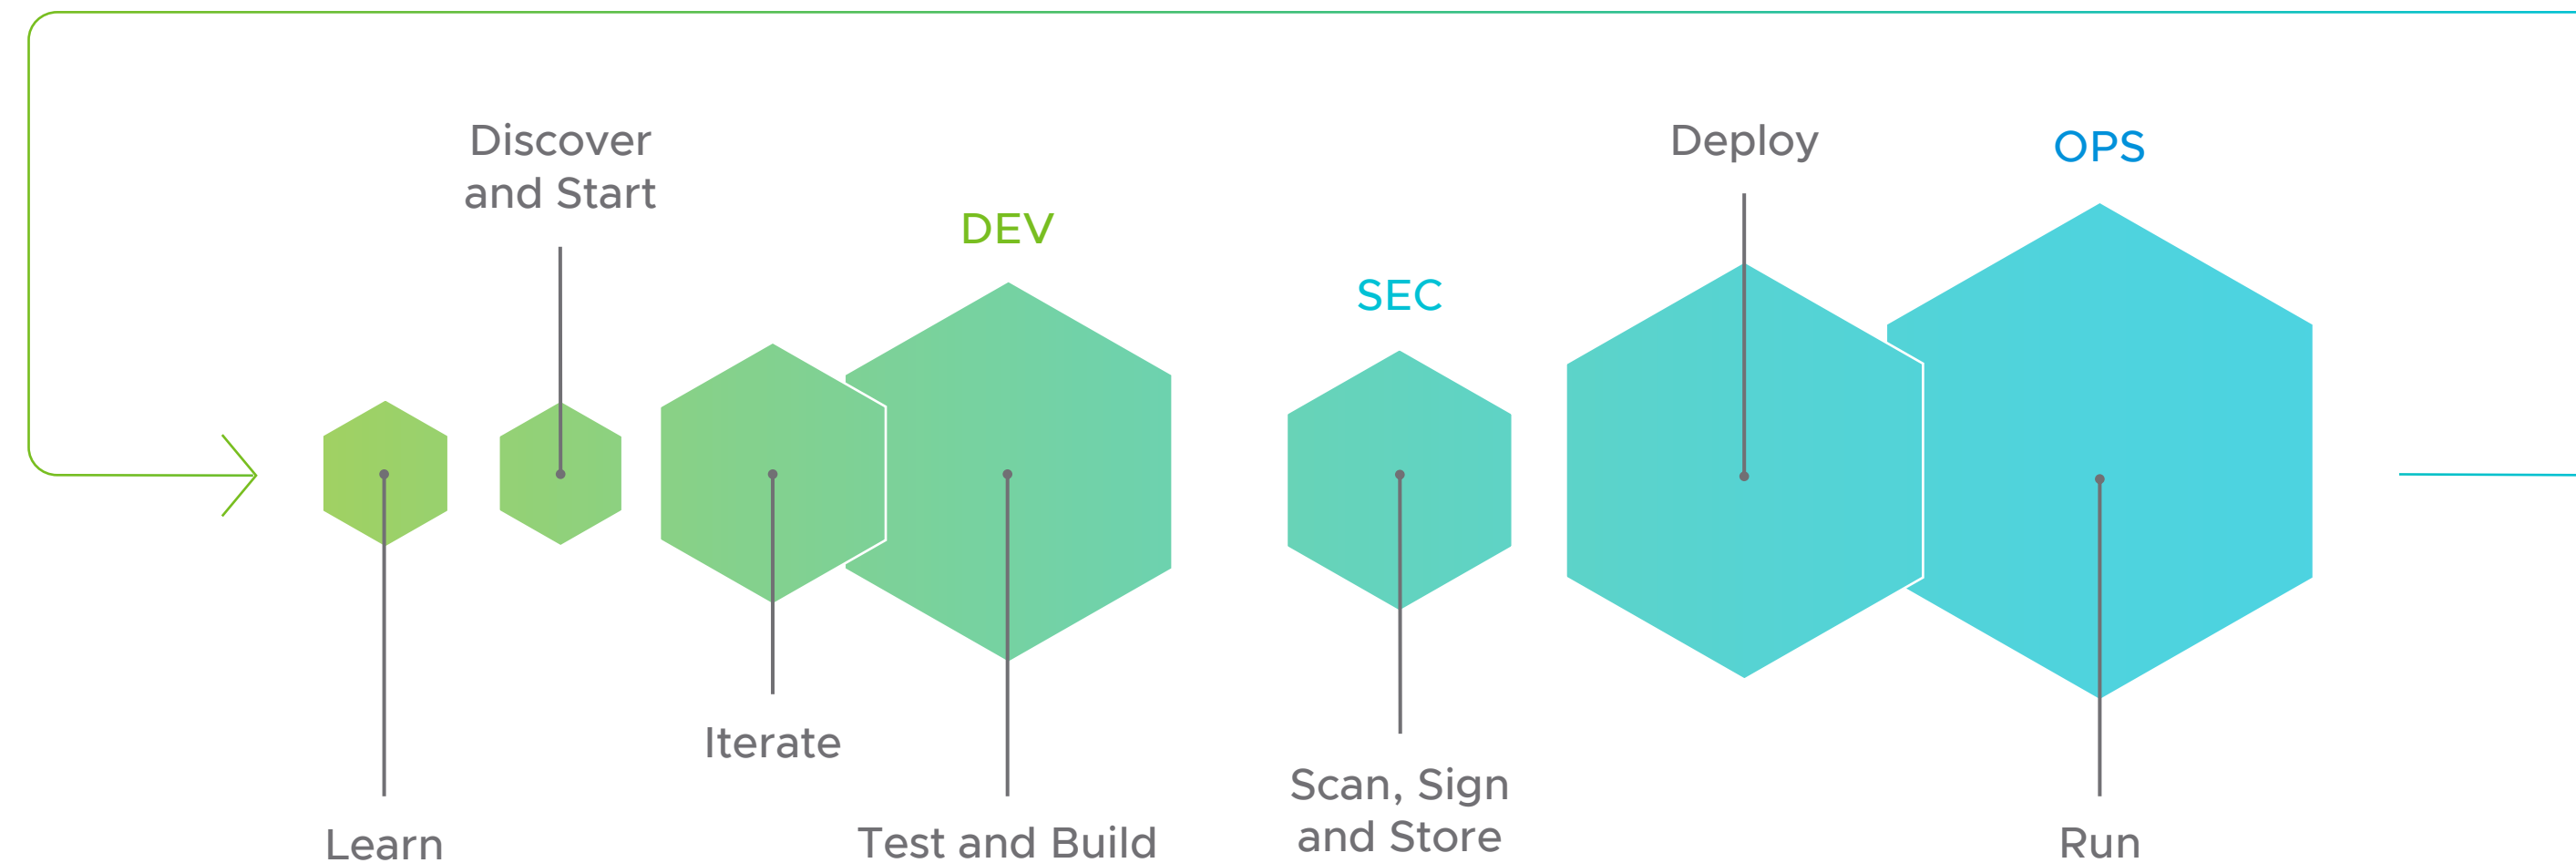 Discover
and Start
DEV
SEC
Deploy
OPS
Learn
Iterate
Test and Build
Scan, Sign
and Store
Run